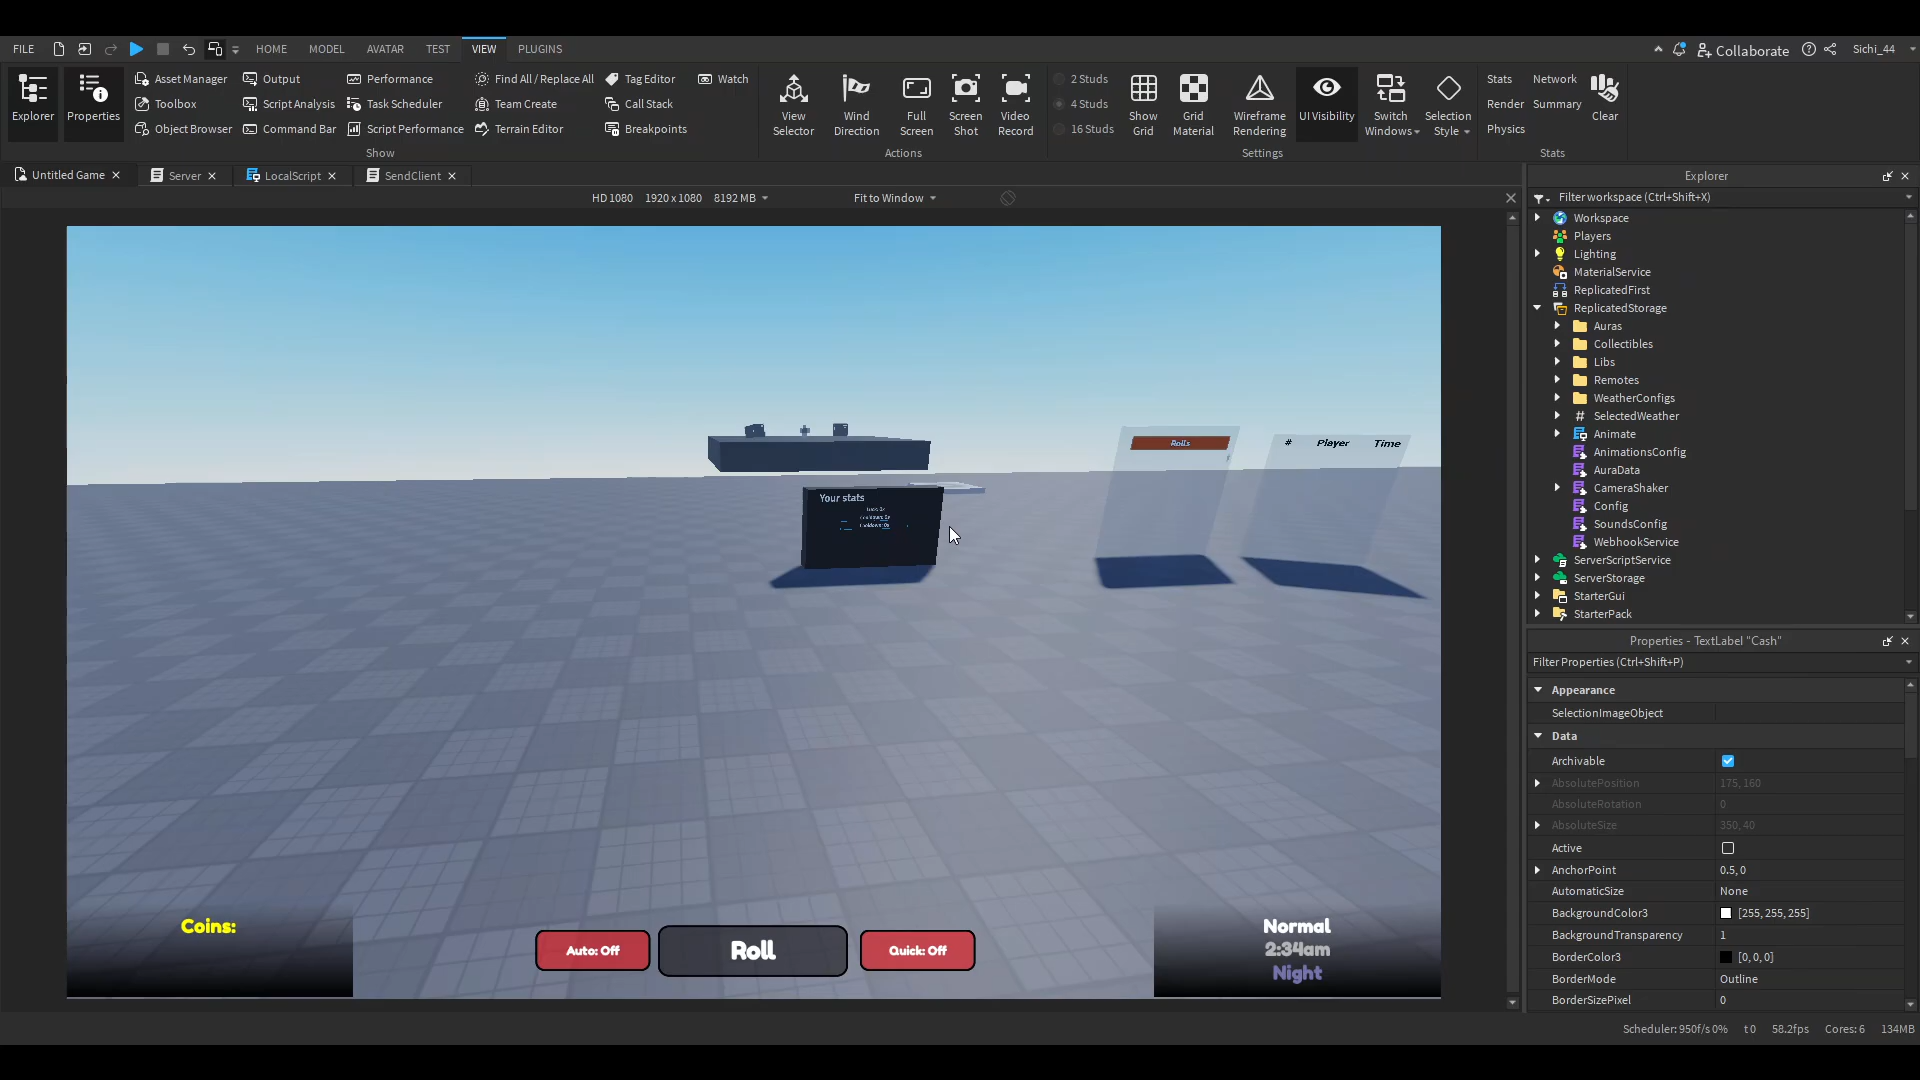 FILE HOME MODEL AVATAR TEST VIEW PLUGINS Collaborate Sichi_44
Explorer
Properties
Asset Manager Output Performance Find All / Replace All Tag Editor Watch
Toolbox Script Analysis Task Scheduler Team Create Call Stack
Object Browser Command Bar Script Performance Terrain Editor Breakpoints
Show
View Selector
Wind Direction
Full Screen
Screen Shot
Video Record
Actions
2 Studs
4 Studs
16 Studs
Show Grid
Grid Material
Wireframe Rendering
UI Visibility
Switch Windows
Selection Style
Settings
Stats Network
Render Summary
Physics
Clear
Stats
Untitled Game Server LocalScript SendClient
HD 1080 1920 x 1080 8192 MB Fit to Window
Rolls
# Player Time
Your stats
Coins:
Auto: Off
Roll
Quick: Off
Normal
2:34am
Night
Explorer
Filter workspace (Ctrl+Shift+X)
Workspace
Players
Lighting
MaterialService
ReplicatedFirst
ReplicatedStorage
Auras
Collectibles
Libs
Remotes
WeatherConfigs
# SelectedWeather
Animate
AnimationsConfig
AuraData
CameraShaker
Config
SoundsConfig
WebhookService
ServerScriptService
ServerStorage
StarterGui
StarterPack
Properties - TextLabel "Cash"
Filter Properties (Ctrl+Shift+P)
Appearance
SelectionImageObject
Data
Archivable
AbsolutePosition 175, 160
AbsoluteRotation 0
AbsoluteSize 350, 40
Active
AnchorPoint 0.5, 0
AutomaticSize None
BackgroundColor3 [255, 255, 255]
BackgroundTransparency 1
BorderColor3 [0, 0, 0]
BorderMode Outline
BorderSizePixel 0
Scheduler: 950f/s 0% t 0 58.2fps Cores: 6 134MB